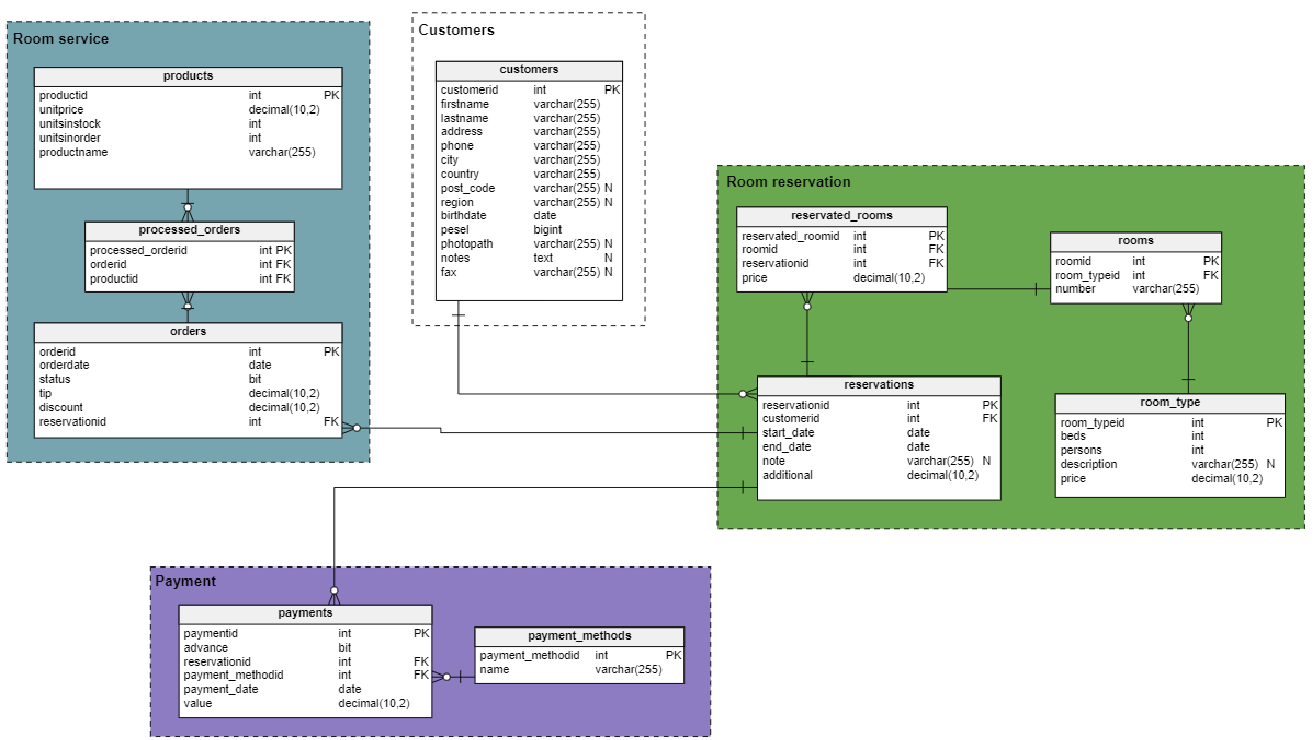 Room service
products
productid int PK
unitprice decimal(10,2)
unitsinstock int
unitsinorder int
productname varchar(255)
processed_orders
processed_orderid int PK
orderid int FK
productid int FK
orders
orderid int PK
orderdate date
status bit
tip decimal(10,2)
discount decimal(10,2)
reservationid int FK
Customers
customers
customerid int PK
firstname varchar(255)
lastname varchar(255)
address varchar(255)
phone varchar(255)
city varchar(255)
country varchar(255)
post_code varchar(255) N
region varchar(255) N
birthdate date
pesel bigint
photopath varchar(255) N
notes text N
fax varchar(255) N
Room reservation
reservated_rooms
reservated_roomid int PK
roomid int FK
reservationid int FK
price decimal(10,2)
rooms
roomid int PK
room_typeid int FK
number varchar(255)
reservations
reservationid int PK
customerid int FK
start_date date
end_date date
note varchar(255) N
additional decimal(10,2)
room_type
room_typeid int PK
beds int
persons int
description varchar(255) N
price decimal(10,2)
Payment
payments
paymentid int PK
advance bit
reservationid int FK
payment_methodid int FK
payment_date date
value decimal(10,2)
payment_methods
payment_methodid int PK
name varchar(255)